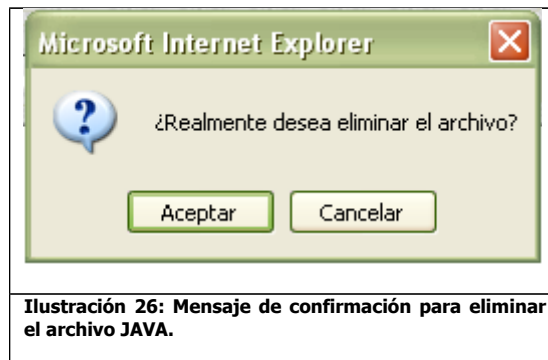 Microsoft Internet Explorer
¿Realmente desea eliminar el archivo?
Aceptar
Cancelar
Ilustración 26: Mensaje de confirmación para eliminar
el archivo JAVA.